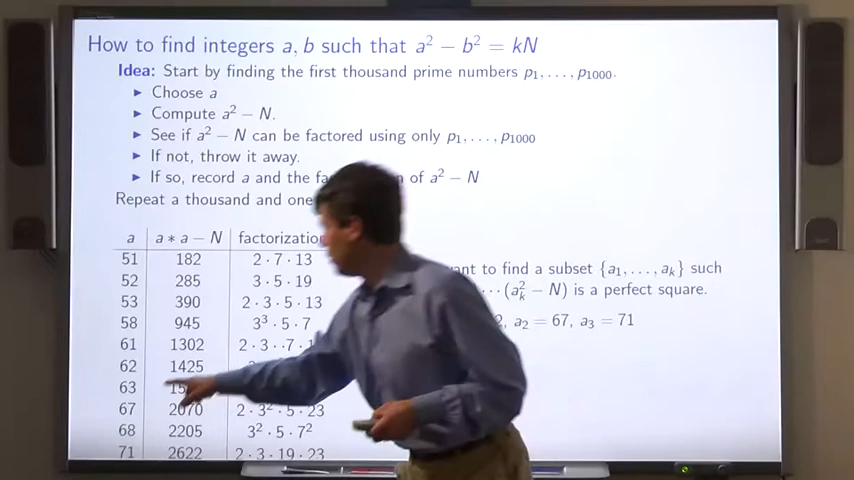 How to find integers a, b such that a² − b² = kN
Idea: Start by finding the first thousand prime numbers p₁, . . . , p₁₀₀₀.
▶ Choose a
▶ Compute a² − N.
▶ See if a² − N can be factored using only p₁, . . . , p₁₀₀₀
▶ If not, throw it away.
▶ If so, record a and the of a² − N
Repeat a thousand and one
a a ∗ a − N factorization
51 182 2 · 7 · 13
52 285 3 · 5 · 19
53 390 2 · 3 · 5 · 13
58 945 3³ · 5 · 7
61 1302 2 · 3 · ·7 ·
62 1425
63
67 2070 2 · 3² · 5 · 23
68 2205 3² · 5 · 7²
71 2622 2 · 3 · 19 · 23
to find a subset {a₁, . . . , aₖ} such
· · · (aₖ² − N) is a perfect square.
, a₂ = 67, a₃ = 71